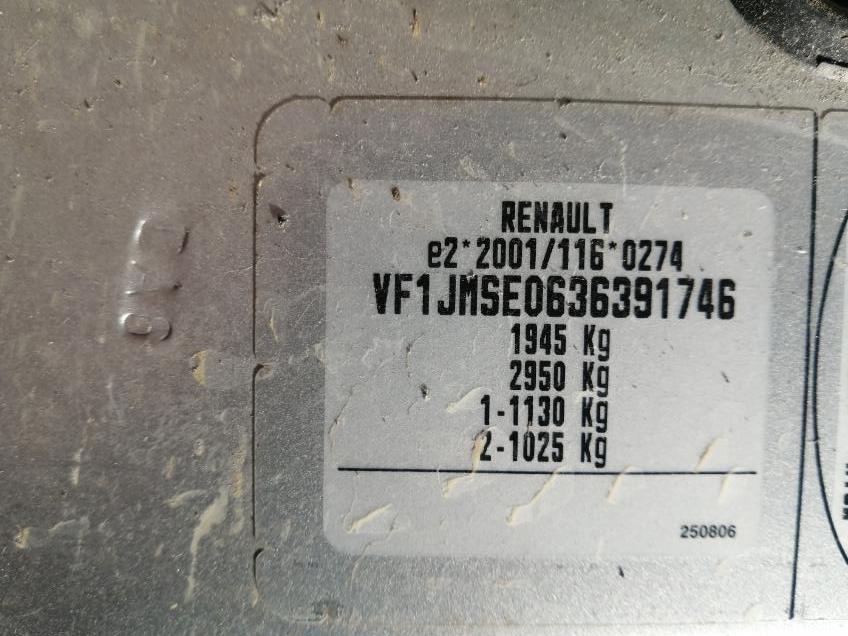 RENAULT
e2*2001/116*0274
VF1JMSE0636391746
1945 Kg
2950 Kg
1-1130 Kg
2-1025 Kg
250806